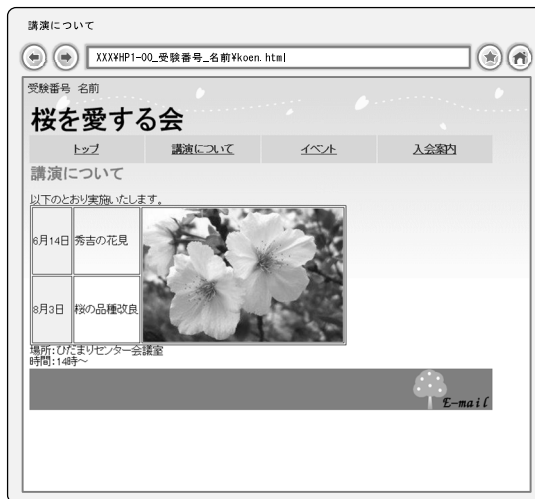 講演について
XXX¥HP1-00_受験番号_名前¥koen.html
受験番号 名前
桜を愛する会
トップ 講演について イベント 入会案内
講演について
以下のとおり実施いたします。
6月14日 秀吉の花見
8月3日 桜の品種改良
場所:ひだまりセンター会議室
時間:14時～
E-mail